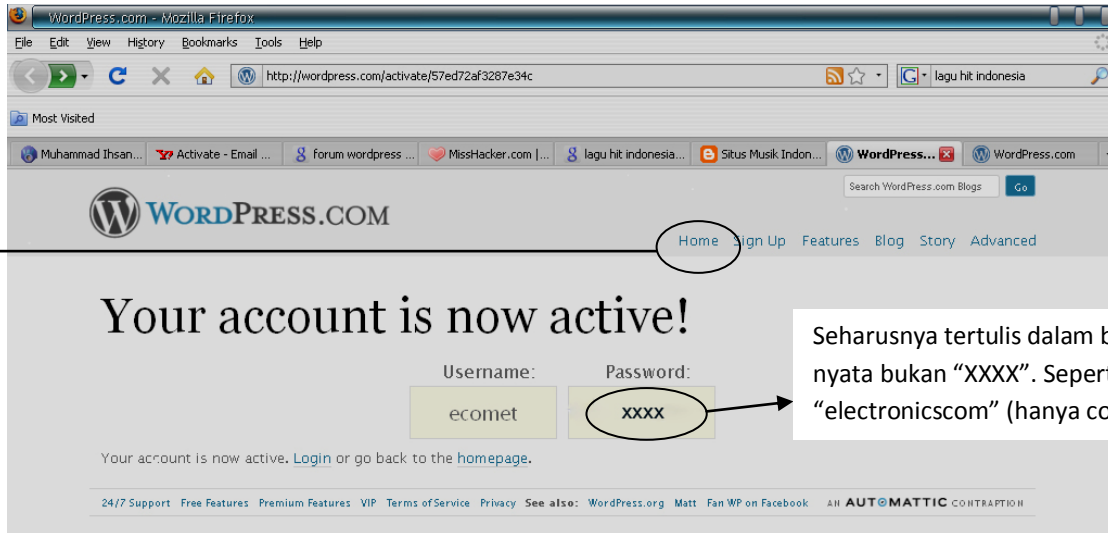 WordPress.com - Mozilla Firefox
File Edit View History Bookmarks Tools Help
http://wordpress.com/activate/57ed72af3287e34c lagu hit indonesia
Most Visited
Muhammad Ihsan... Activate - Email ... forum wordpress ... MissHacker.com |... lagu hit indonesia... Situs Musik Indon... WordPress... WordPress.com
Search WordPress.com Blogs Go
WORDPRESS.COM
Home Sign Up Features Blog Story Advanced
Your account is now active!
Username: Password:
ecomet xxxx
Seharusnya tertulis dalam
nyata bukan “XXXX”.
“electronicscom” (hanya
Your account is now active. Login or go back to the homepage.
24/7 Support Free Features Premium Features VIP Terms of Service Privacy See also: WordPress.org Matt Fan WP on Facebook AN AUTOMATTIC CONTRAPTION